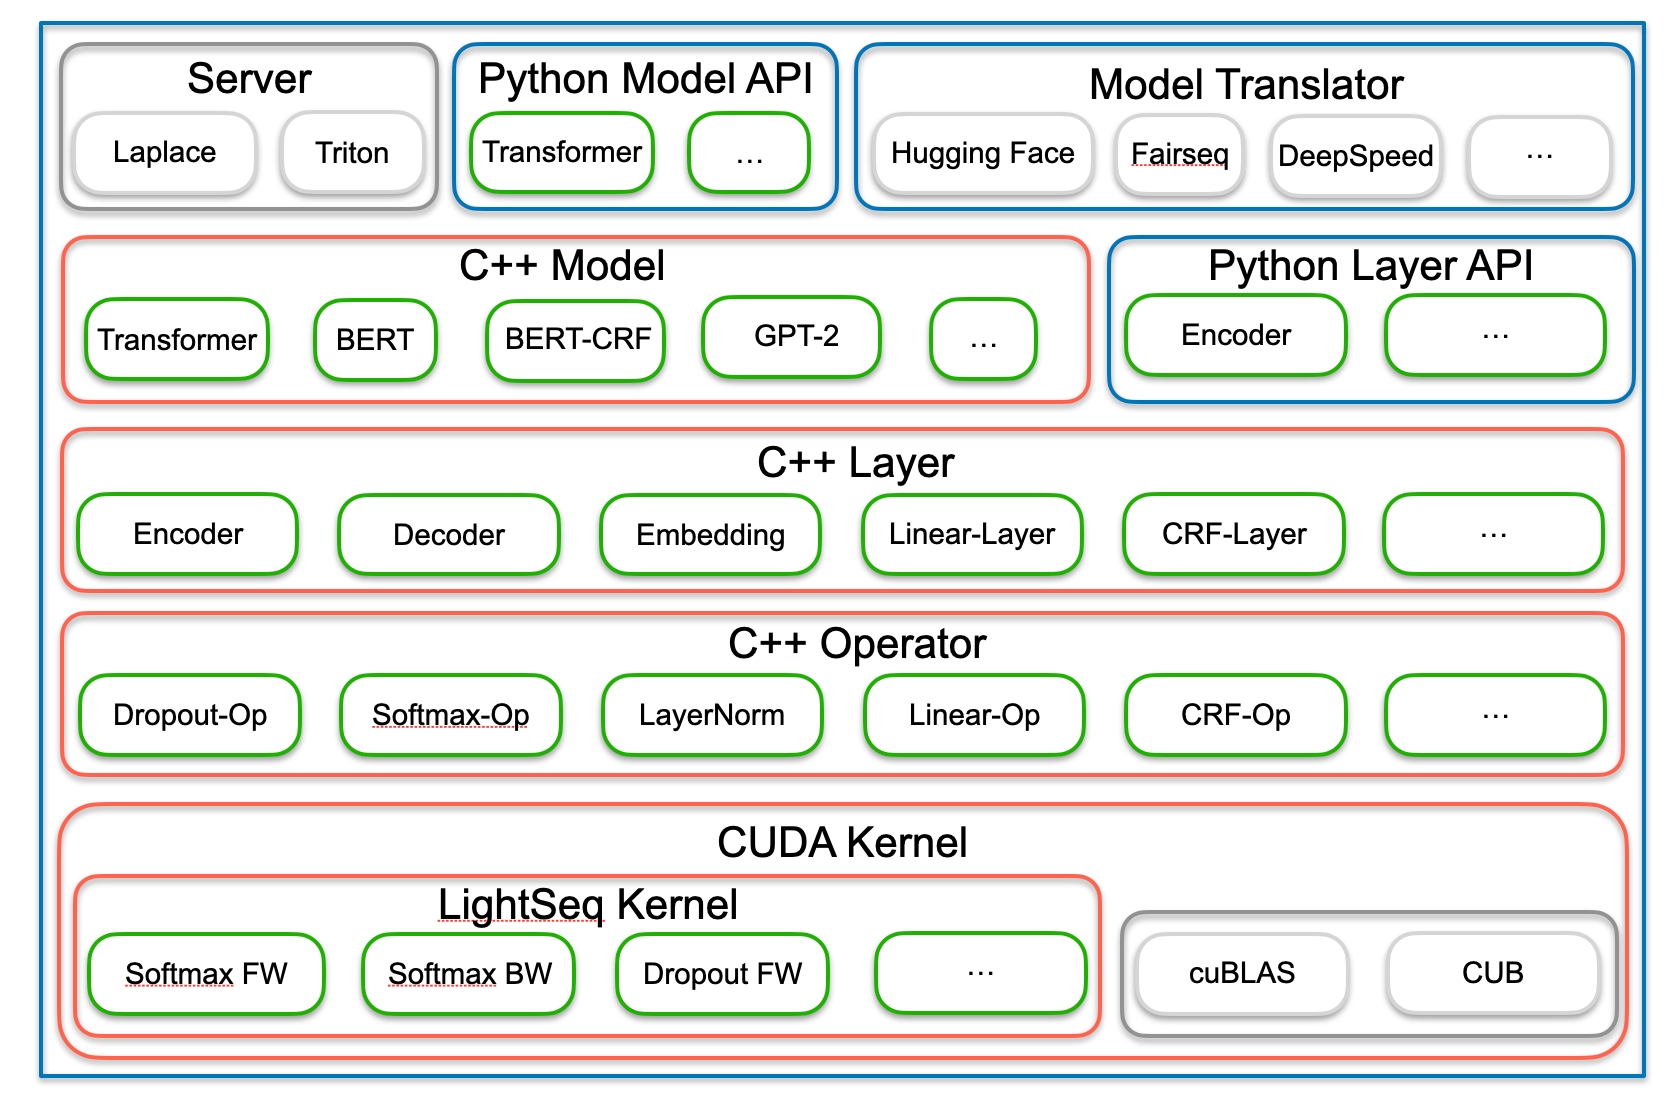 Server
Laplace
Triton
Python Model API
Transformer
...
Model Translator
Hugging Face
Fairseq
DeepSpeed
...
C++ Model
Transformer
BERT
BERT-CRF
GPT-2
...
Python Layer API
Encoder
...
C++ Layer
Encoder
Decoder
Embedding
Linear-Layer
CRF-Layer
...
C++ Operator
Dropout-Op
Softmax-Op
LayerNorm
Linear-Op
CRF-Op
...
CUDA Kernel
LightSeq Kernel
Softmax FW
Softmax BW
Dropout FW
...
cuBLAS
CUB